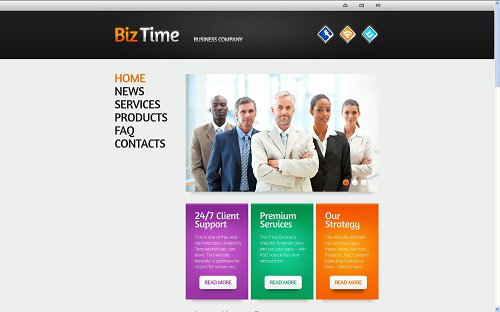 BizTime
BUSINESS COMPANY
HOME
NEWS
SERVICES
PRODUCTS
FAQ
CONTACTS
24/7 Client
Support
This is one of free web-
site templates created by
TemplateMonster.com
team. This website
template is optimized for
1024X768 screen res.
READ MORE
Premium
Services
This Free Business
Website Template goes
with two packages – with
PSD source files and
without them.
READ MORE
Our
Strategy
This website template
has several pages:
Home, News, Services,
Products, FAQ, Contacts
(note that contact us
form – doesn't work).
READ MORE